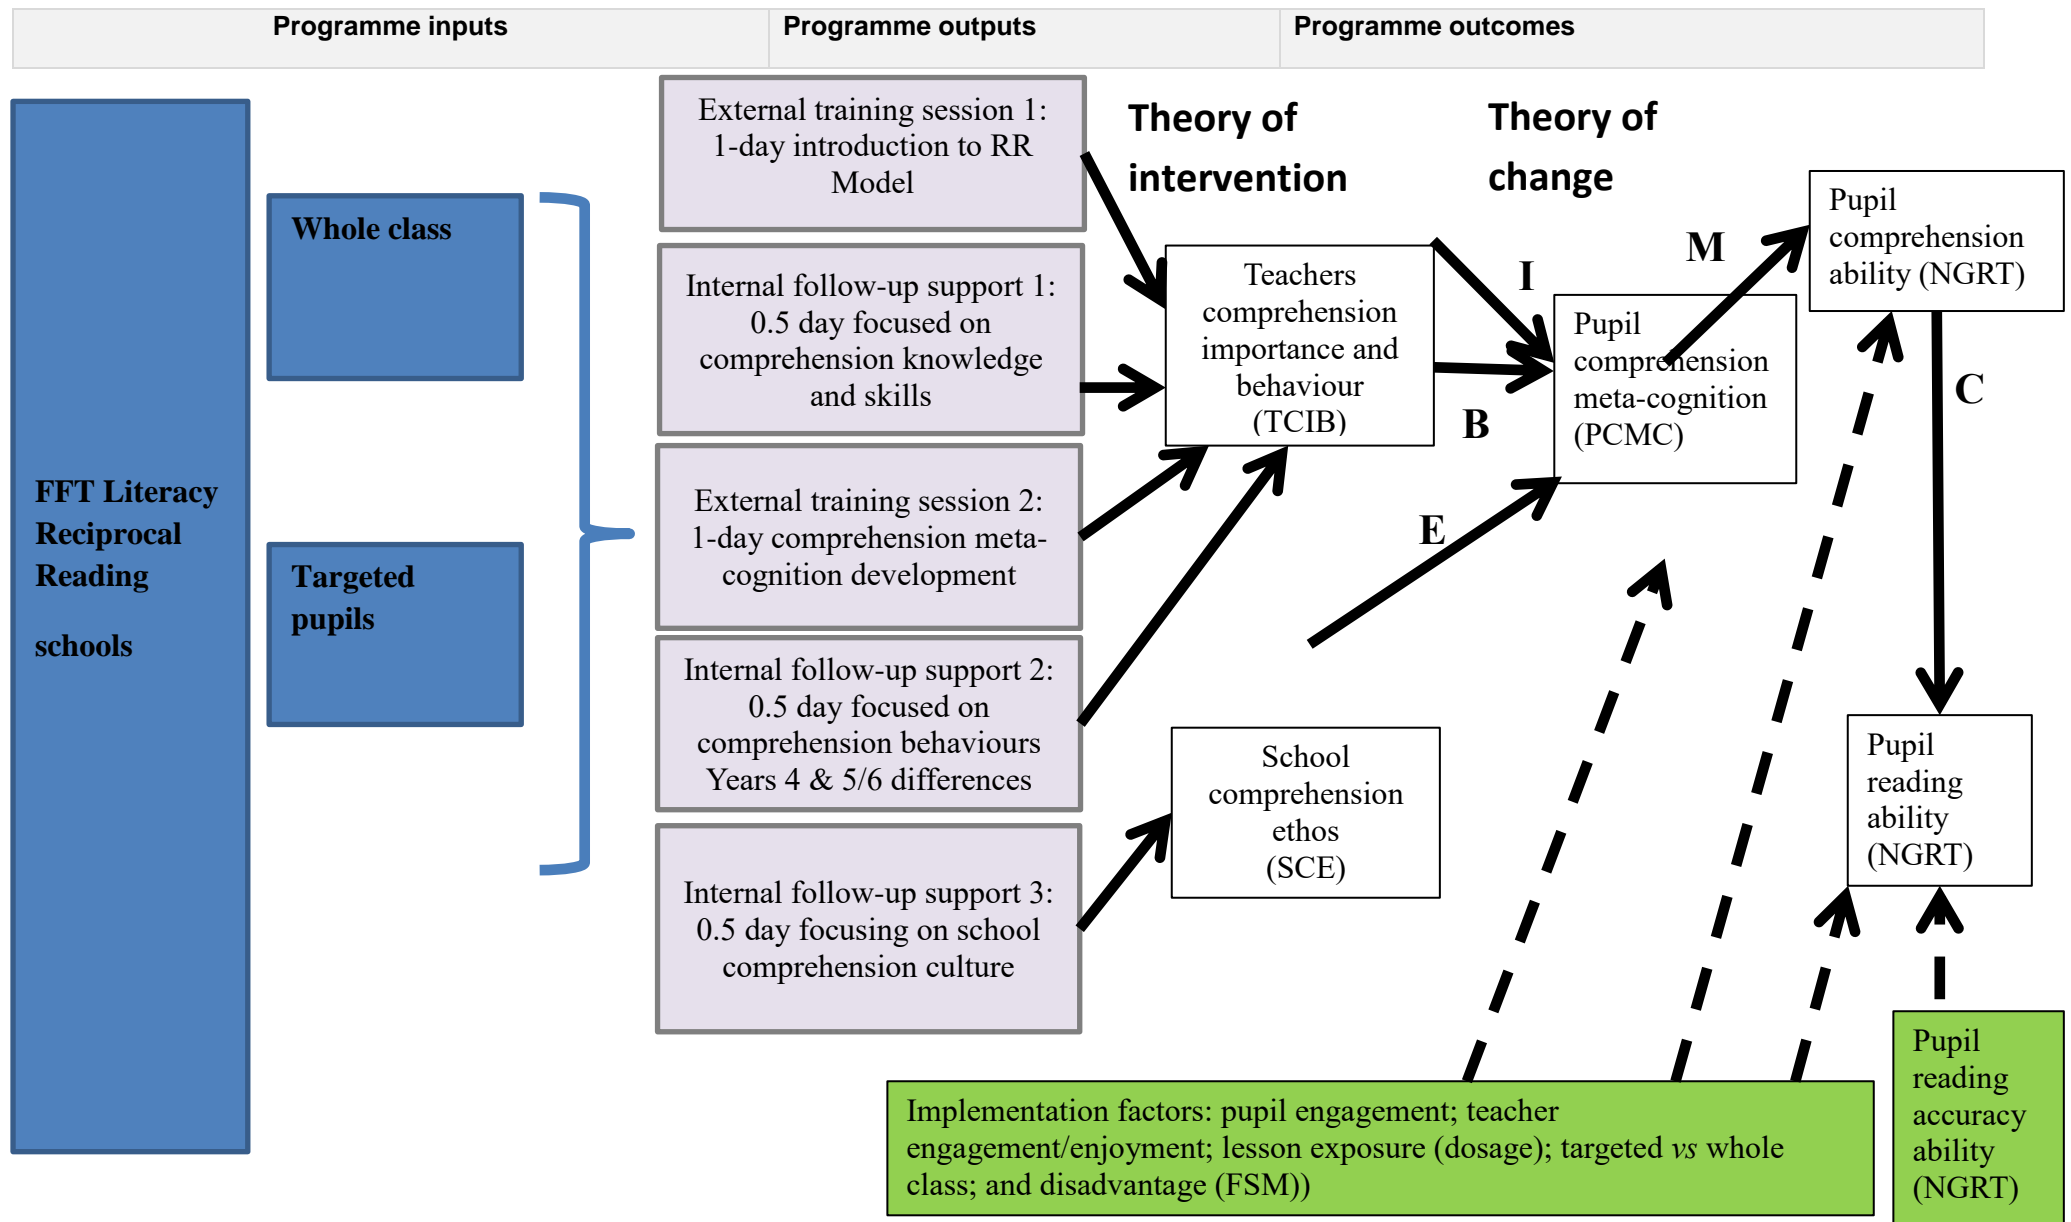 Programme inputs
Programme outputs
Programme outcomes
FFT Literacy
Reciprocal
Reading
schools
Whole class
Targeted
pupils
External training session 1:
1-day introduction to RR
Model
Internal follow-up support 1:
0.5 day focused on
comprehension knowledge
and skills
External training session 2:
1-day comprehension meta-
cognition development
Internal follow-up support 2:
0.5 day focused on
comprehension behaviours
Years 4 & 5/6 differences
Internal follow-up support 3:
0.5 day focusing on school
comprehension culture
Theory of
intervention
Teachers
comprehension
importance and
behaviour
(TCIB)
School
comprehension
ethos
(SCE)
Theory of
change
I
B
E
Pupil
comprehension
meta-cognition
(PCMC)
M
Pupil
comprehension
ability (NGRT)
C
Pupil
reading
ability
(NGRT)
Implementation factors: pupil engagement; teacher
engagement/enjoyment; lesson exposure (dosage); targeted vs whole
class; and disadvantage (FSM))
Pupil
reading
accuracy
ability
(NGRT)